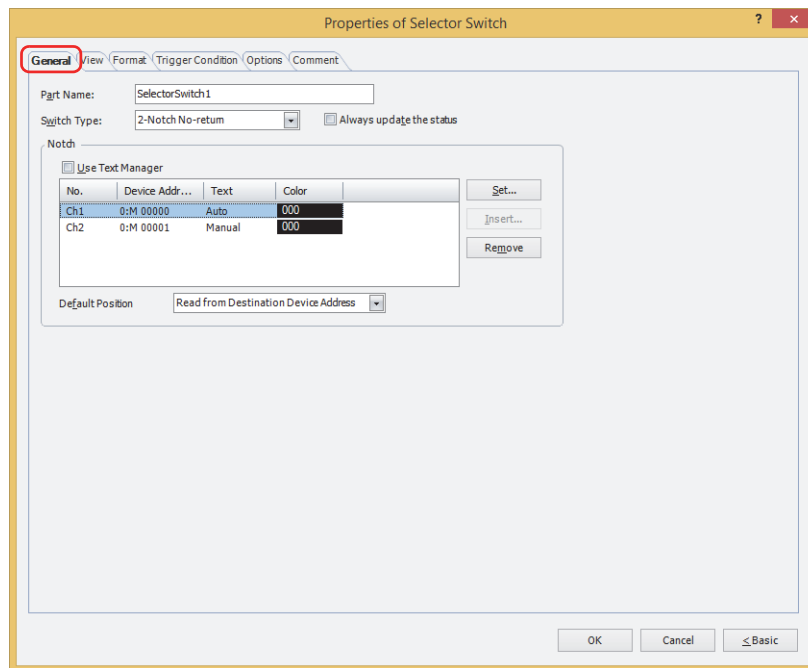 Properties of Selector Switch
? ×
General View Format Trigger Condition Options Comment
Part Name: SelectorSwitch1
Switch Type: 2-Notch No-return Always update the status
Notch
Use Text Manager
No. Device Addr... Text Color
Set...
Ch1 0:M 00000 Auto 000
Insert...
Ch2 0:M 00001 Manual 000
Remove
Default Position Read from Destination Device Address
OK Cancel < Basic